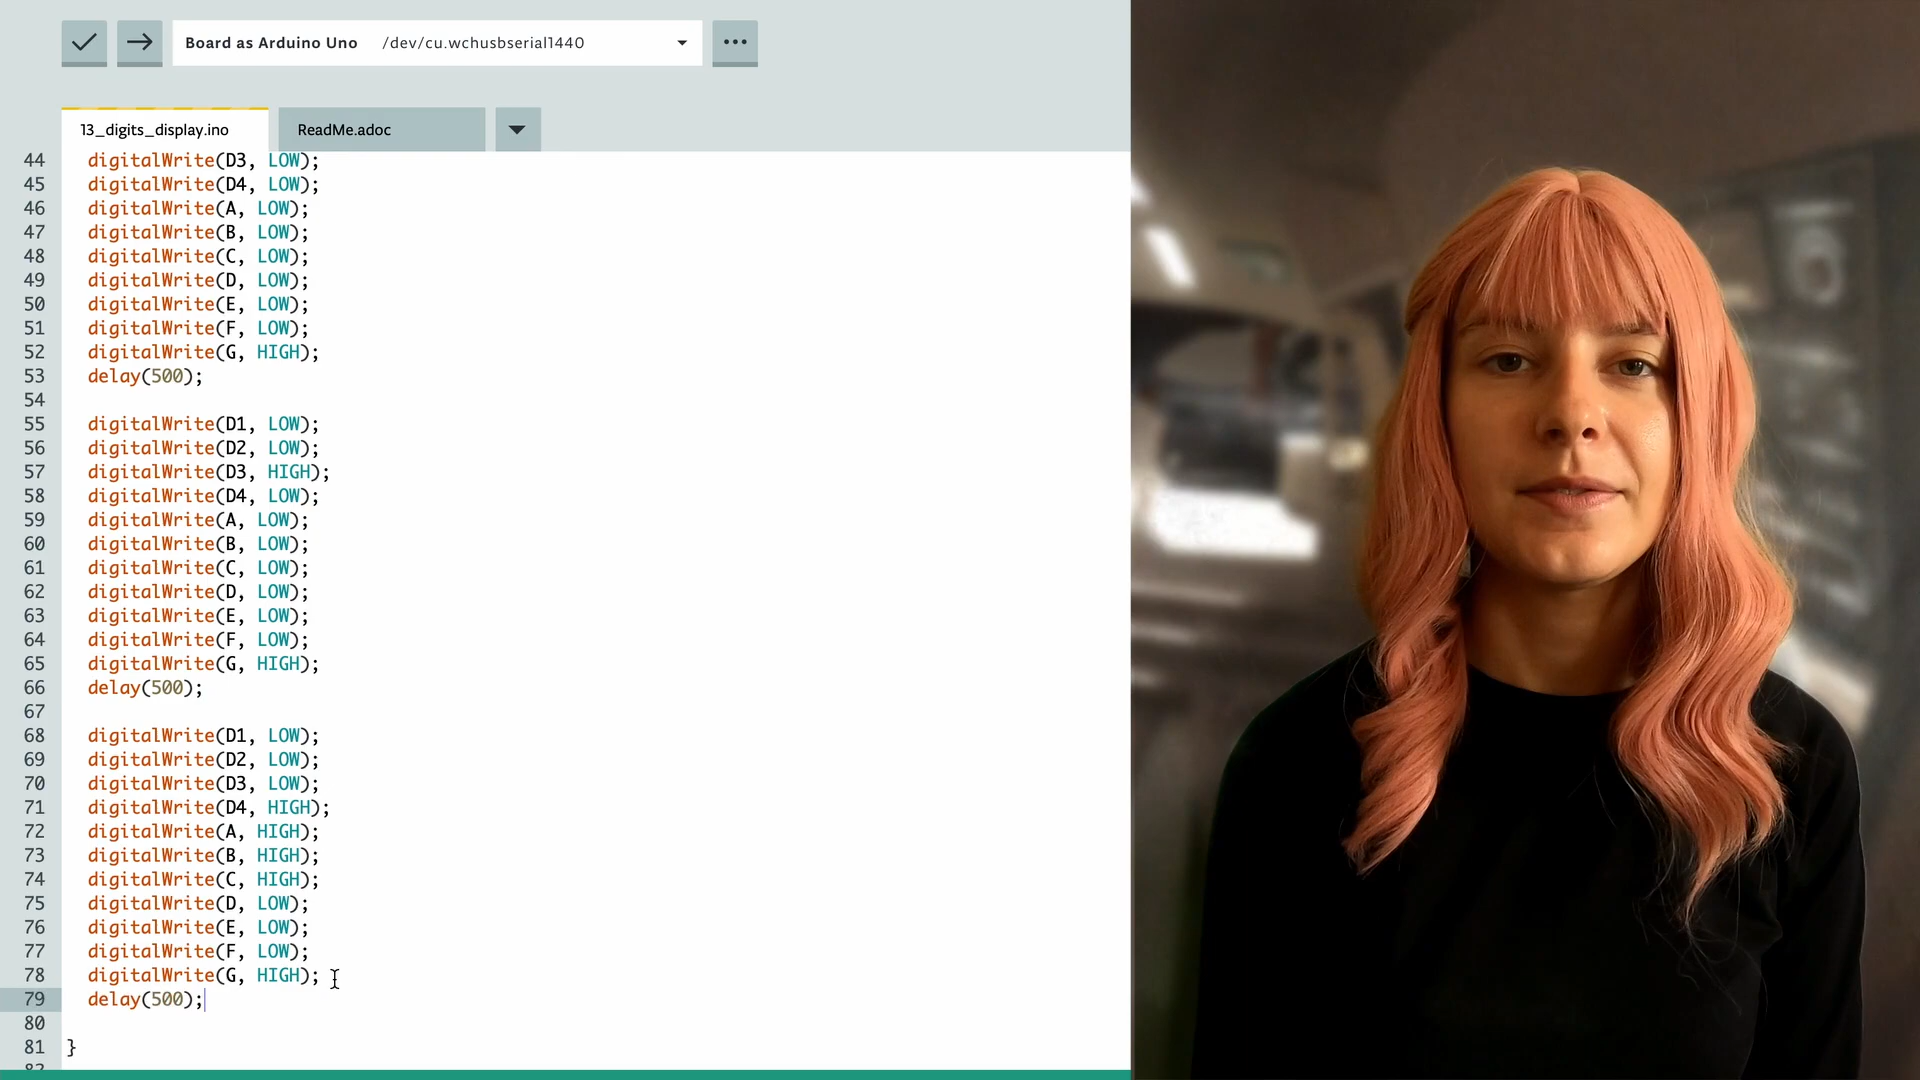 Board as Arduino Uno /dev/cu.wchusbserial1440
13_digits_display.ino ReadMe.adoc
44 digitalWrite(D3, LOW);
45 digitalWrite(D4, LOW);
46 digitalWrite(A, LOW);
47 digitalWrite(B, LOW);
48 digitalWrite(C, LOW);
49 digitalWrite(D, LOW);
50 digitalWrite(E, LOW);
51 digitalWrite(F, LOW);
52 digitalWrite(G, HIGH);
53 delay(500);
54
55 digitalWrite(D1, LOW);
56 digitalWrite(D2, LOW);
57 digitalWrite(D3, HIGH);
58 digitalWrite(D4, LOW);
59 digitalWrite(A, LOW);
60 digitalWrite(B, LOW);
61 digitalWrite(C, LOW);
62 digitalWrite(D, LOW);
63 digitalWrite(E, LOW);
64 digitalWrite(F, LOW);
65 digitalWrite(G, HIGH);
66 delay(500);
67
68 digitalWrite(D1, LOW);
69 digitalWrite(D2, LOW);
70 digitalWrite(D3, LOW);
71 digitalWrite(D4, HIGH);
72 digitalWrite(A, HIGH);
73 digitalWrite(B, HIGH);
74 digitalWrite(C, HIGH);
75 digitalWrite(D, LOW);
76 digitalWrite(E, LOW);
77 digitalWrite(F, LOW);
78 digitalWrite(G, HIGH);
79 delay(500);
80
81 }